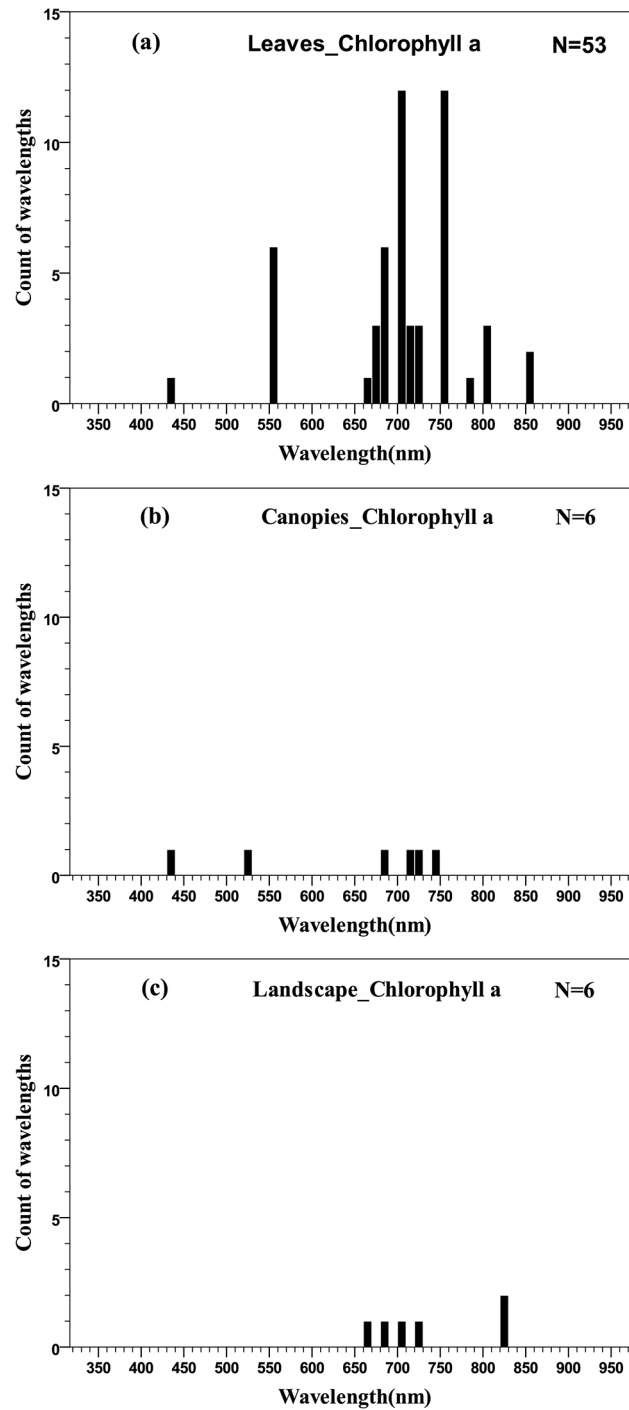 15
(a) Leaves_Chlorophyll a N=53
10
Count of wavelengths
5
0
350 400 450 500 550 600 650 700 750 800 850 900 950
Wavelength(nm)
15
(b) Canopies_Chlorophyll a N=6
10
Count of wavelengths
5
0
350 400 450 500 550 600 650 700 750 800 850 900 950
Wavelength(nm)
15
(c) Landscape_Chlorophyll a N=6
10
Count of wavelengths
5
0
350 400 450 500 550 600 650 700 750 800 850 900 950
Wavelength(nm)